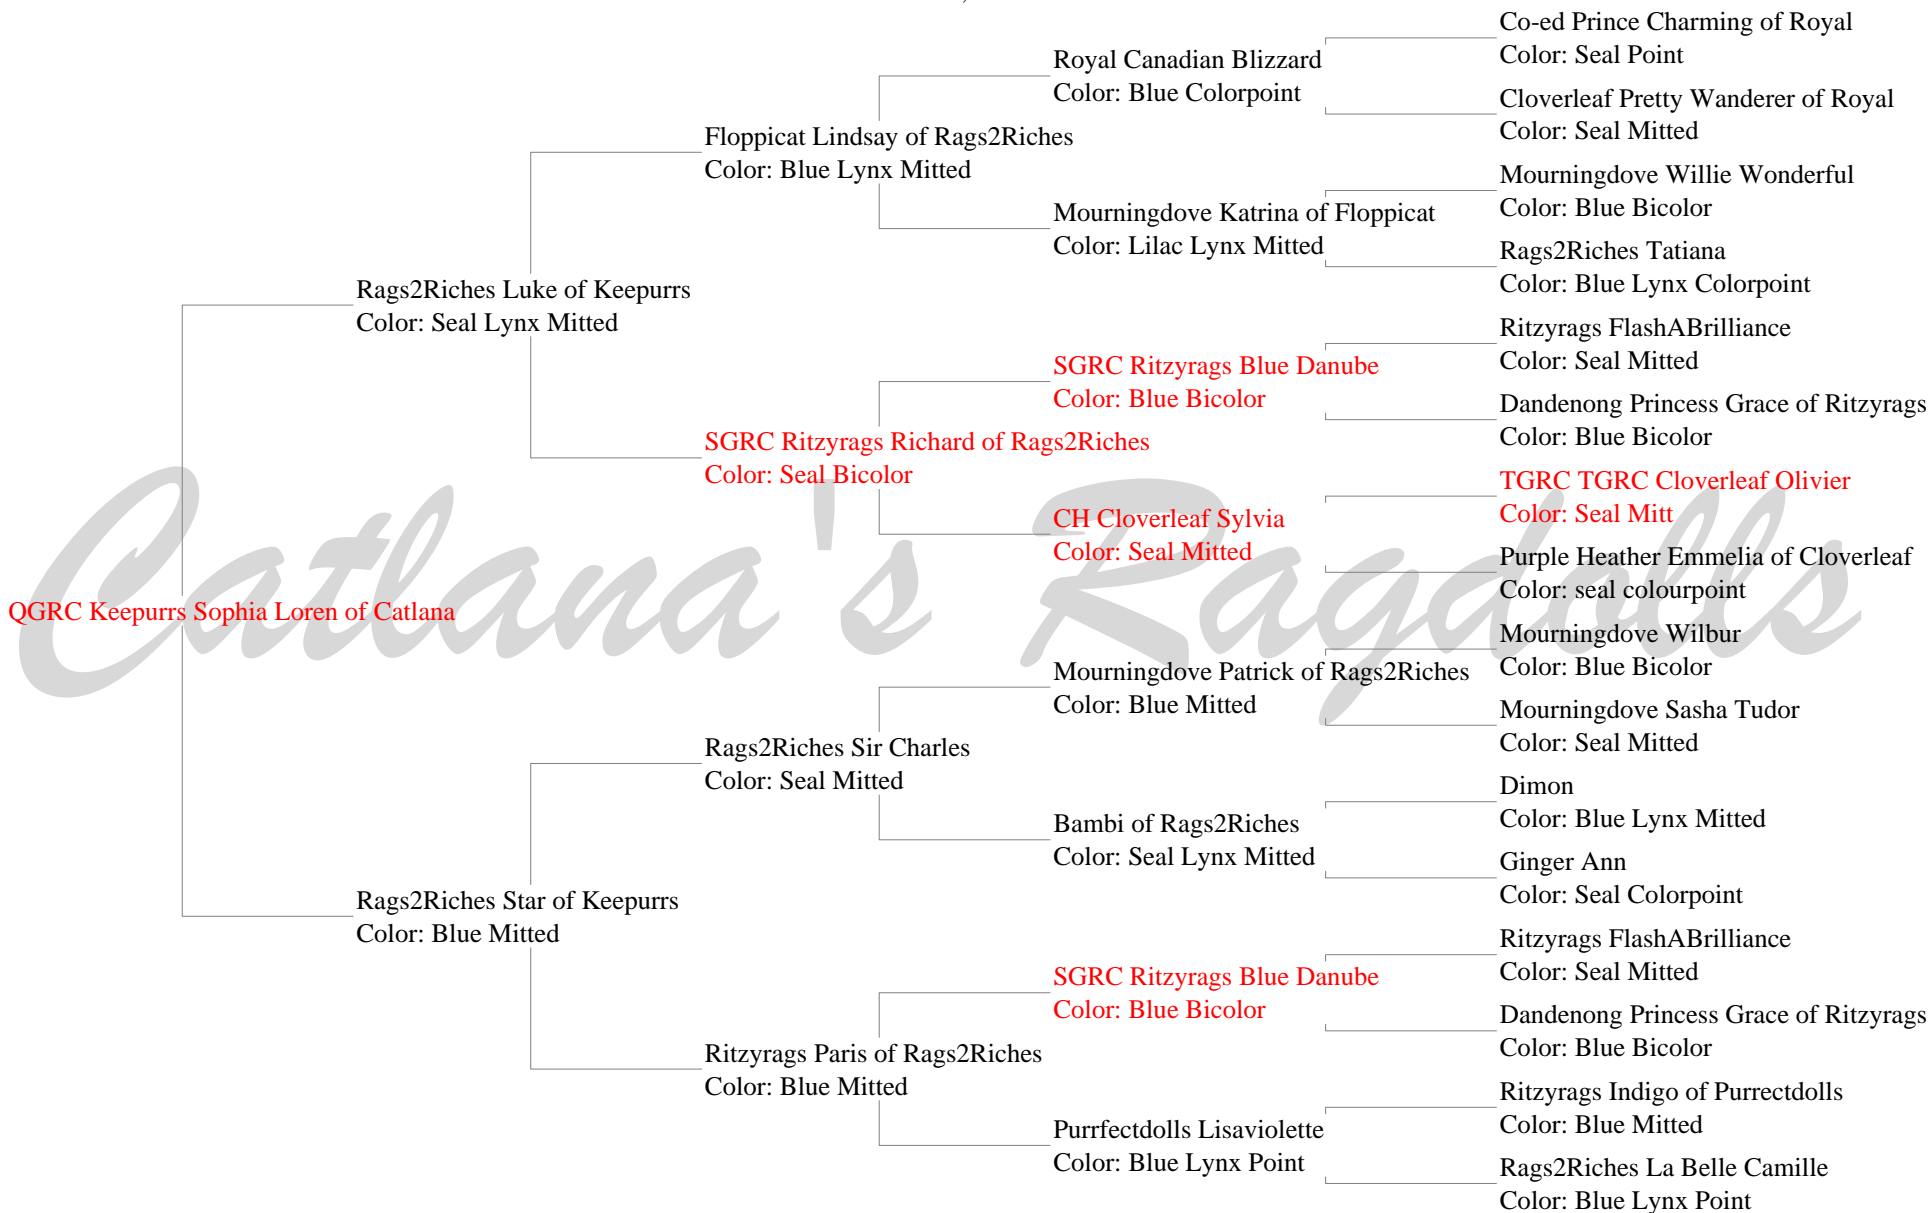 Co-ed Prince Charming of Royal
Color: Seal Point
Royal Canadian Blizzard
Color: Blue Colorpoint
Cloverleaf Pretty Wanderer of Royal
Color: Seal Mitted
Floppicat Lindsay of Rags2Riches
Color: Blue Lynx Mitted
Mourningdove Willie Wonderful
Color: Blue Bicolor
Mourningdove Katrina of Floppicat
Color: Lilac Lynx Mitted
Rags2Riches Tatiana
Color: Blue Lynx Colorpoint
Rags2Riches Luke of Keepurrs
Color: Seal Lynx Mitted
Ritzyrags FlashABrilliance
Color: Seal Mitted
SGRC Ritzyrags Blue Danube
Color: Blue Bicolor
Dandenong Princess Grace of Ritzyrags
Color: Blue Bicolor
SGRC Ritzyrags Richard of Rags2Riches
Color: Seal Bicolor
TGRC TGRC Cloverleaf Olivier
Color: Seal Mitt
CH Cloverleaf Sylvia
Color: Seal Mitted
Purple Heather Emmelia of Cloverleaf
Color: seal colourpoint
Catlana's Ragdolls
QGRC Keepurrs Sophia Loren of Catlana
Mourningdove Wilbur
Color: Blue Bicolor
Mourningdove Patrick of Rags2Riches
Color: Blue Mitted
Mourningdove Sasha Tudor
Color: Seal Mitted
Rags2Riches Sir Charles
Color: Seal Mitted
Dimon
Color: Blue Lynx Mitted
Bambi of Rags2Riches
Color: Seal Lynx Mitted
Ginger Ann
Color: Seal Colorpoint
Rags2Riches Star of Keepurrs
Color: Blue Mitted
Ritzyrags FlashABrilliance
Color: Seal Mitted
SGRC Ritzyrags Blue Danube
Color: Blue Bicolor
Dandenong Princess Grace of Ritzyrags
Color: Blue Bicolor
Ritzyrags Paris of Rags2Riches
Color: Blue Mitted
Ritzyrags Indigo of Purrectdolls
Color: Blue Mitted
Purrfectdolls Lisaviolette
Color: Blue Lynx Point
Rags2Riches La Belle Camille
Color: Blue Lynx Point